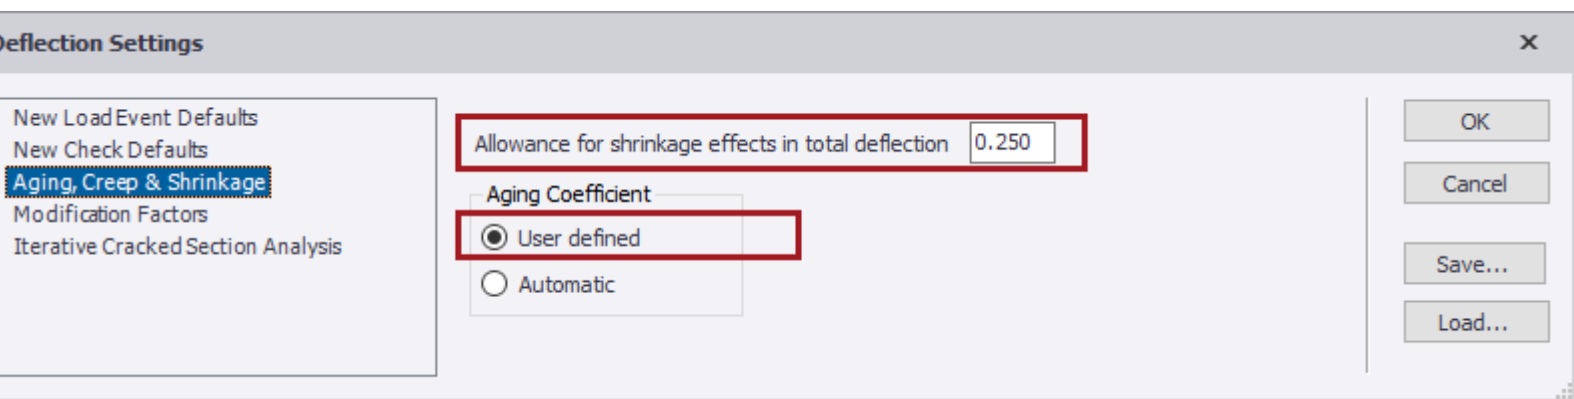 Deflection Settings
New Load Event Defaults
New Check Defaults
Aging, Creep & Shrinkage
Modification Factors
Iterative Cracked Section Analysis
Allowance for shrinkage effects in total deflection 0.250
Aging Coefficient
User defined
Automatic
OK
Cancel
Save...
Load...